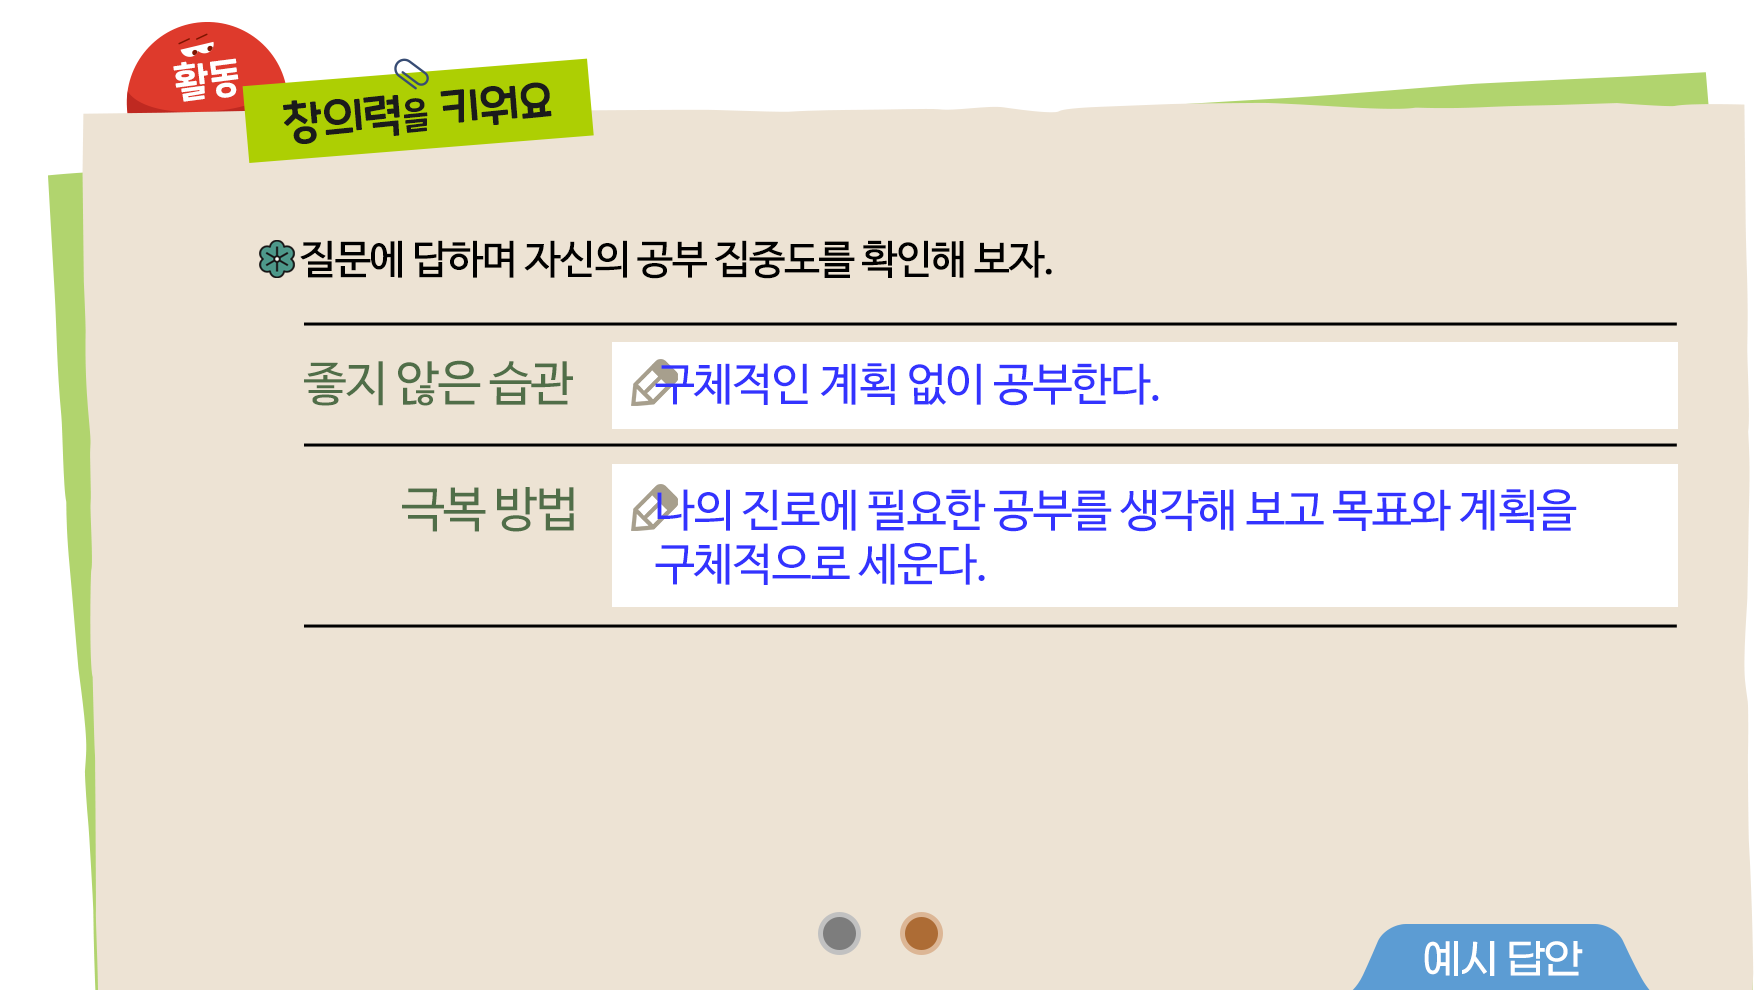 활동
창의력을 키워요
질문에 답하며 자신의 공부 집중도를 확인해 보자.
좋지 않은 습관
구체적인 계획 없이 공부한다.
극복 방법
나의 진로에 필요한 공부를 생각해 보고 목표와 계획을
구체적으로 세운다.
예시 답안